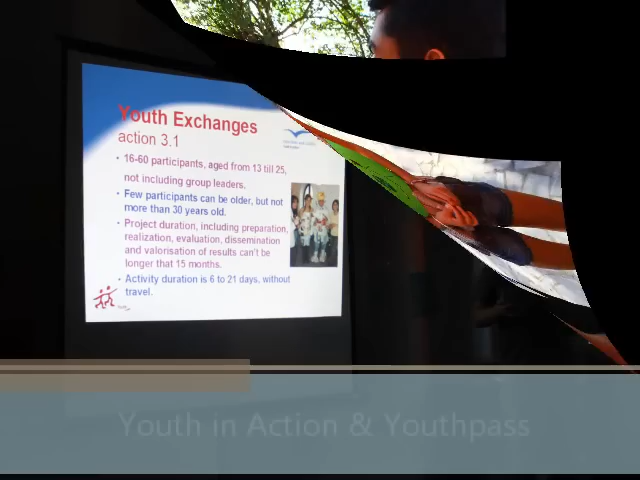 Youth Exchanges
action 3.1
• 16-60 participants, aged from 13 till 25,
not including group leaders.
• Few participants can be older, but not
more than 30 years old.
• Project duration, including preparation,
realization, evaluation, dissemination
and valorisation of results can't be
longer that 15 months.
• Activity duration is 6 to 21 days, without
travel.
Youth in Action & Youthpass